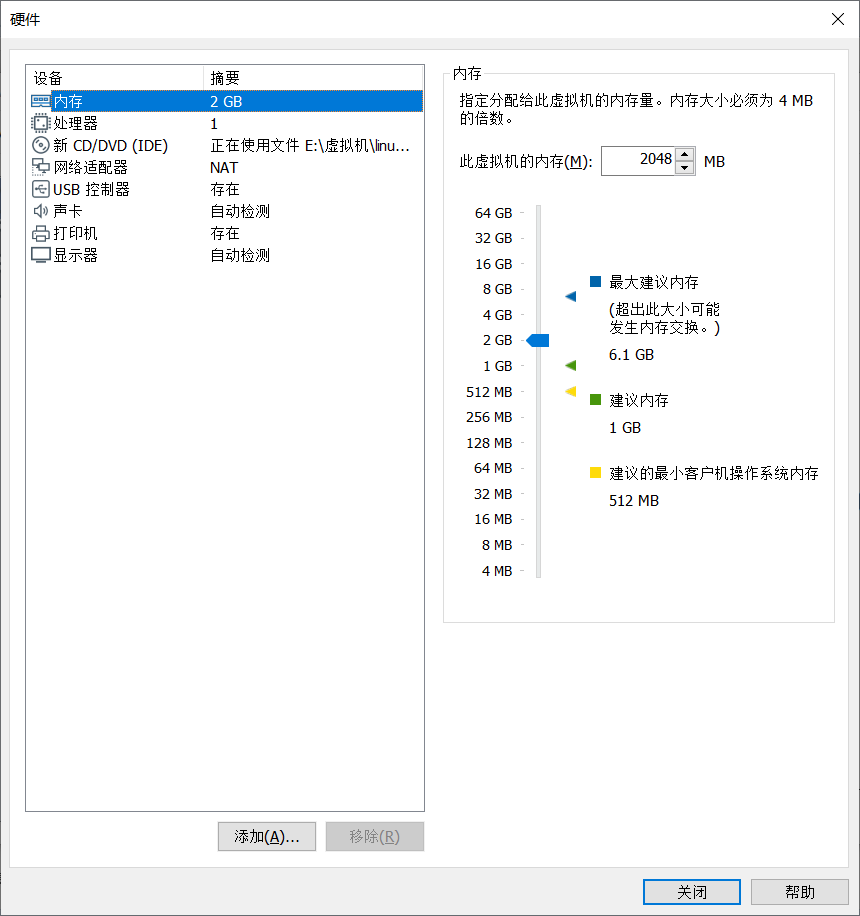 硬件
设备 摘要
内存 2 GB
处理器 1
新 CD/DVD (IDE) 正在使用文件 E:\虚拟机\linu...
网络适配器 NAT
USB 控制器 存在
声卡 自动检测
打印机 存在
显示器 自动检测
添加(A)... 移除(R)
内存
指定分配给此虚拟机的内存量。内存大小必须为 4 MB
的倍数。
此虚拟机的内存(M): 2048 MB
64 GB
32 GB
16 GB
8 GB
4 GB
2 GB
1 GB
512 MB
256 MB
128 MB
64 MB
32 MB
16 MB
8 MB
4 MB
最大建议内存
(超出此大小可能
发生内存交换。)
6.1 GB
建议内存
1 GB
建议的最小客户机操作系统内存
512 MB
关闭 帮助